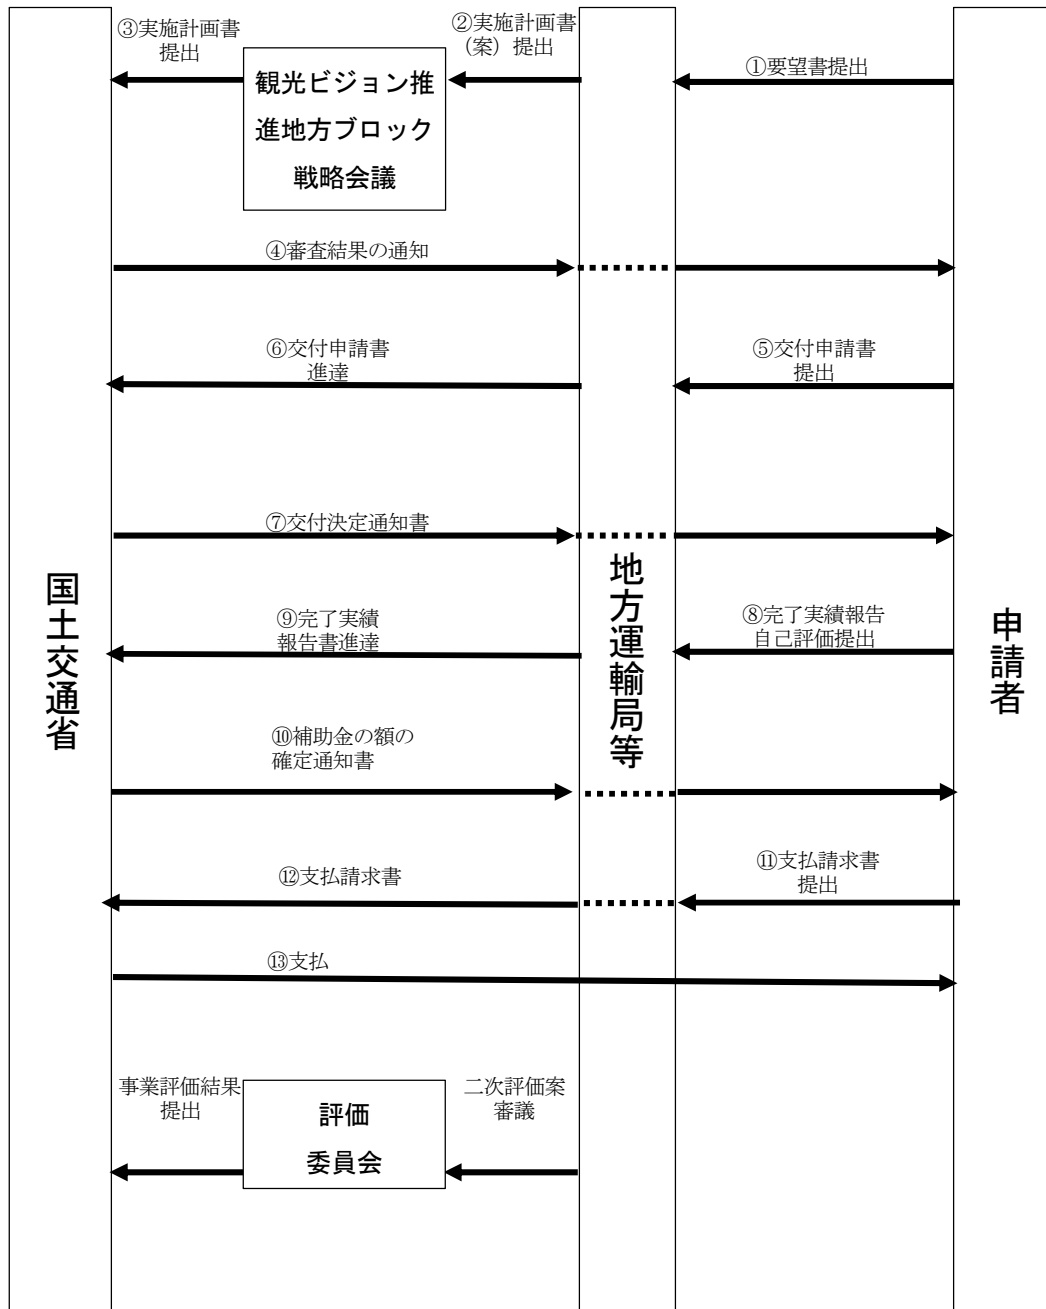 ③実施計画書
提出
②実施計画書
（案）提出
①要望書提出
観光ビジョン推
進地方ブロック
戦略会議
④審査結果の通知
⑥交付申請書
進達
⑤交付申請書
提出
⑦交付決定通知書
国土交通省
地方運輸局等
申請者
⑨完了実績
報告書進達
⑧完了実績報告
自己評価提出
⑩補助金の額の
確定通知書
⑫支払請求書
⑪支払請求書
提出
⑬支払
事業評価結果
提出
評価
委員会
二次評価案
審議